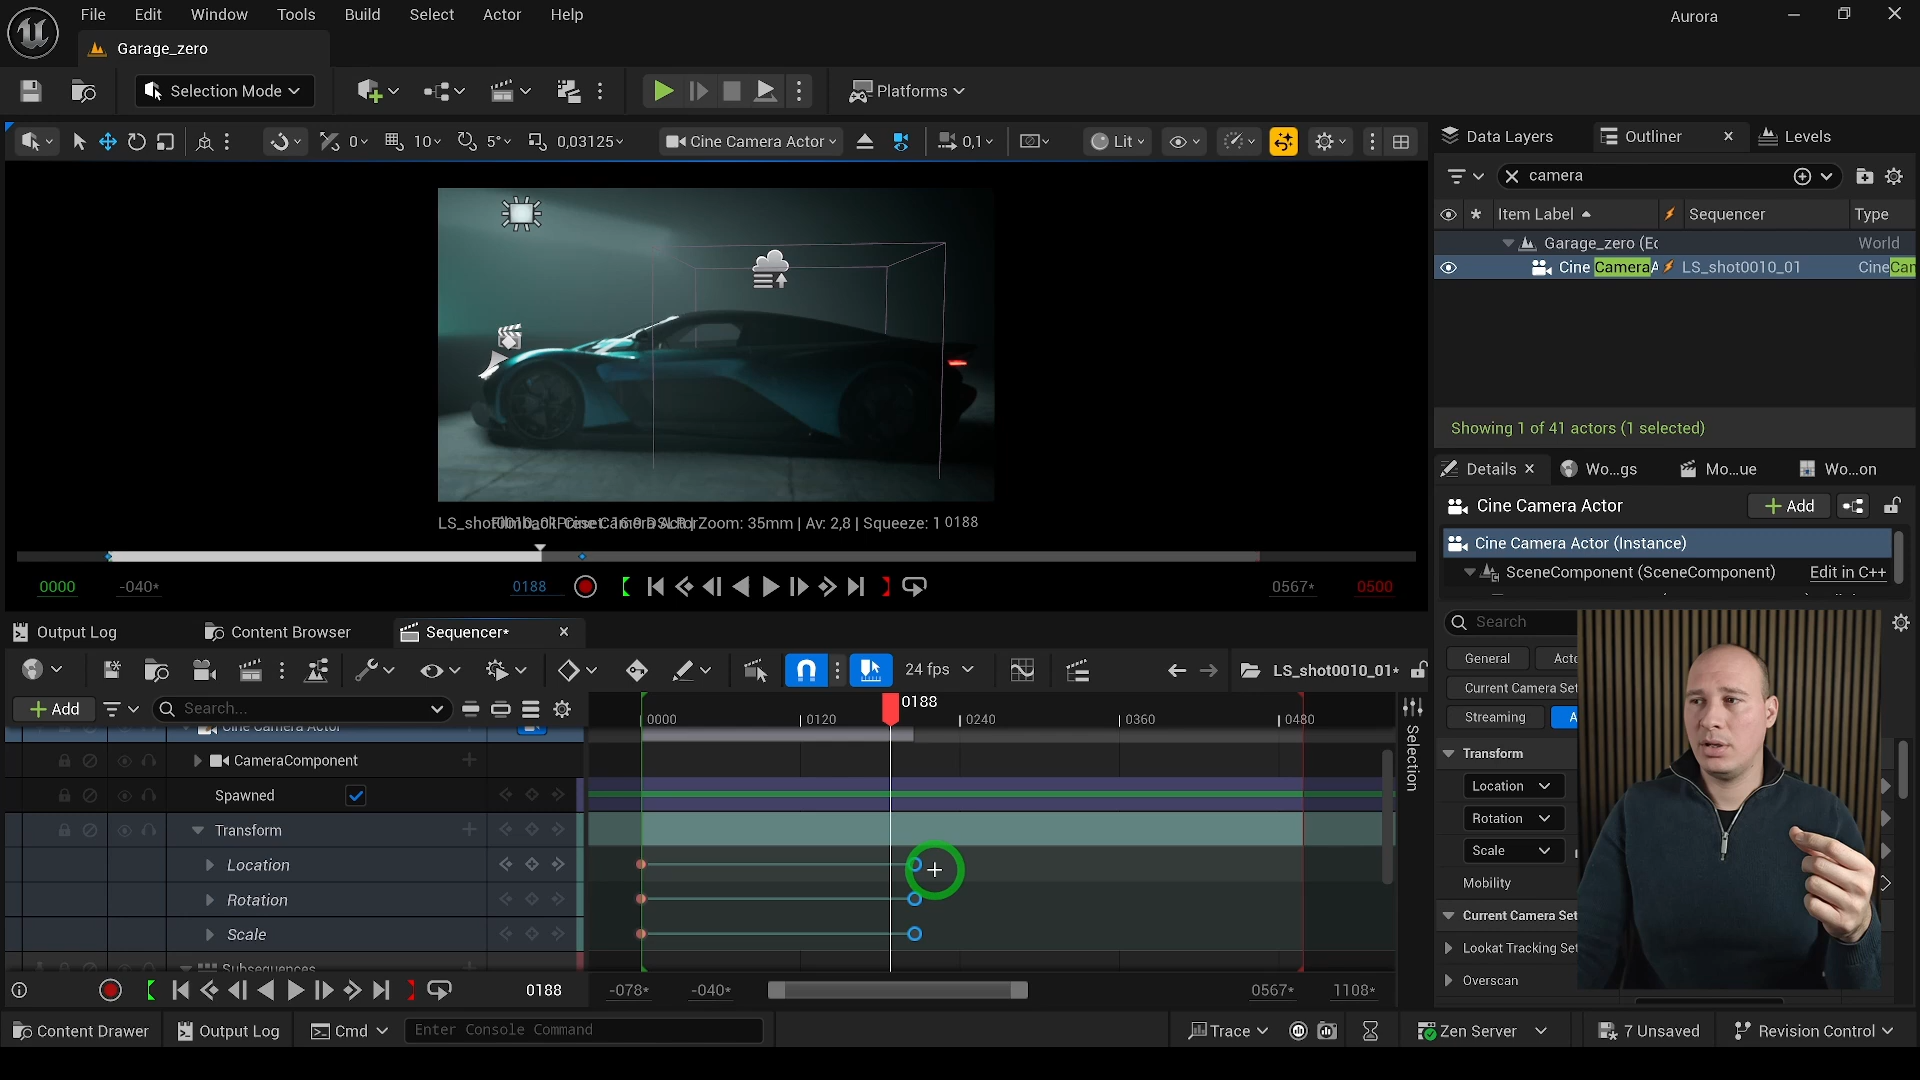 File Edit Window Tools Build Select Actor Help
Aurora
Garage_zero
Selection Mode
Platforms
0 10 5° 0,03125 Cine Camera Actor 0,1 Lit
Data Layers Outliner Levels
camera
Item Label Sequencer Type
Garage_zero (Ec World
Cine CameraA LS_shot0010_01 CineCan
Showing 1 of 41 actors (1 selected)
Details Wo...gs Mo...ue Wo...on
Cine Camera Actor Add
Cine Camera Actor (Instance)
SceneComponent (SceneComponent) Edit in C++
Search
General Acto
Current Camera Set
Streaming A
Transform
Location
Rotation
Scale
Mobility
Current Camera Set
Lookat Tracking Set
Overscan
Zoom: 35mm | Av: 2,8 | Squeeze: 1 0188
0000 -040* 0188 0567* 0500
Output Log Content Browser Sequencer*
24 fps LS_shot0010_01*
Add Search... 0188
0000 0120 0240 0360 0480
Selection
Cine Camera Actor
CameraComponent
Spawned
Transform
Location
Rotation
Scale
Subsequences
0188 -078* -040* 0567* 1108*
Content Drawer Output Log Cmd Enter Console Command Trace Zen Server 7 Unsaved Revision Control